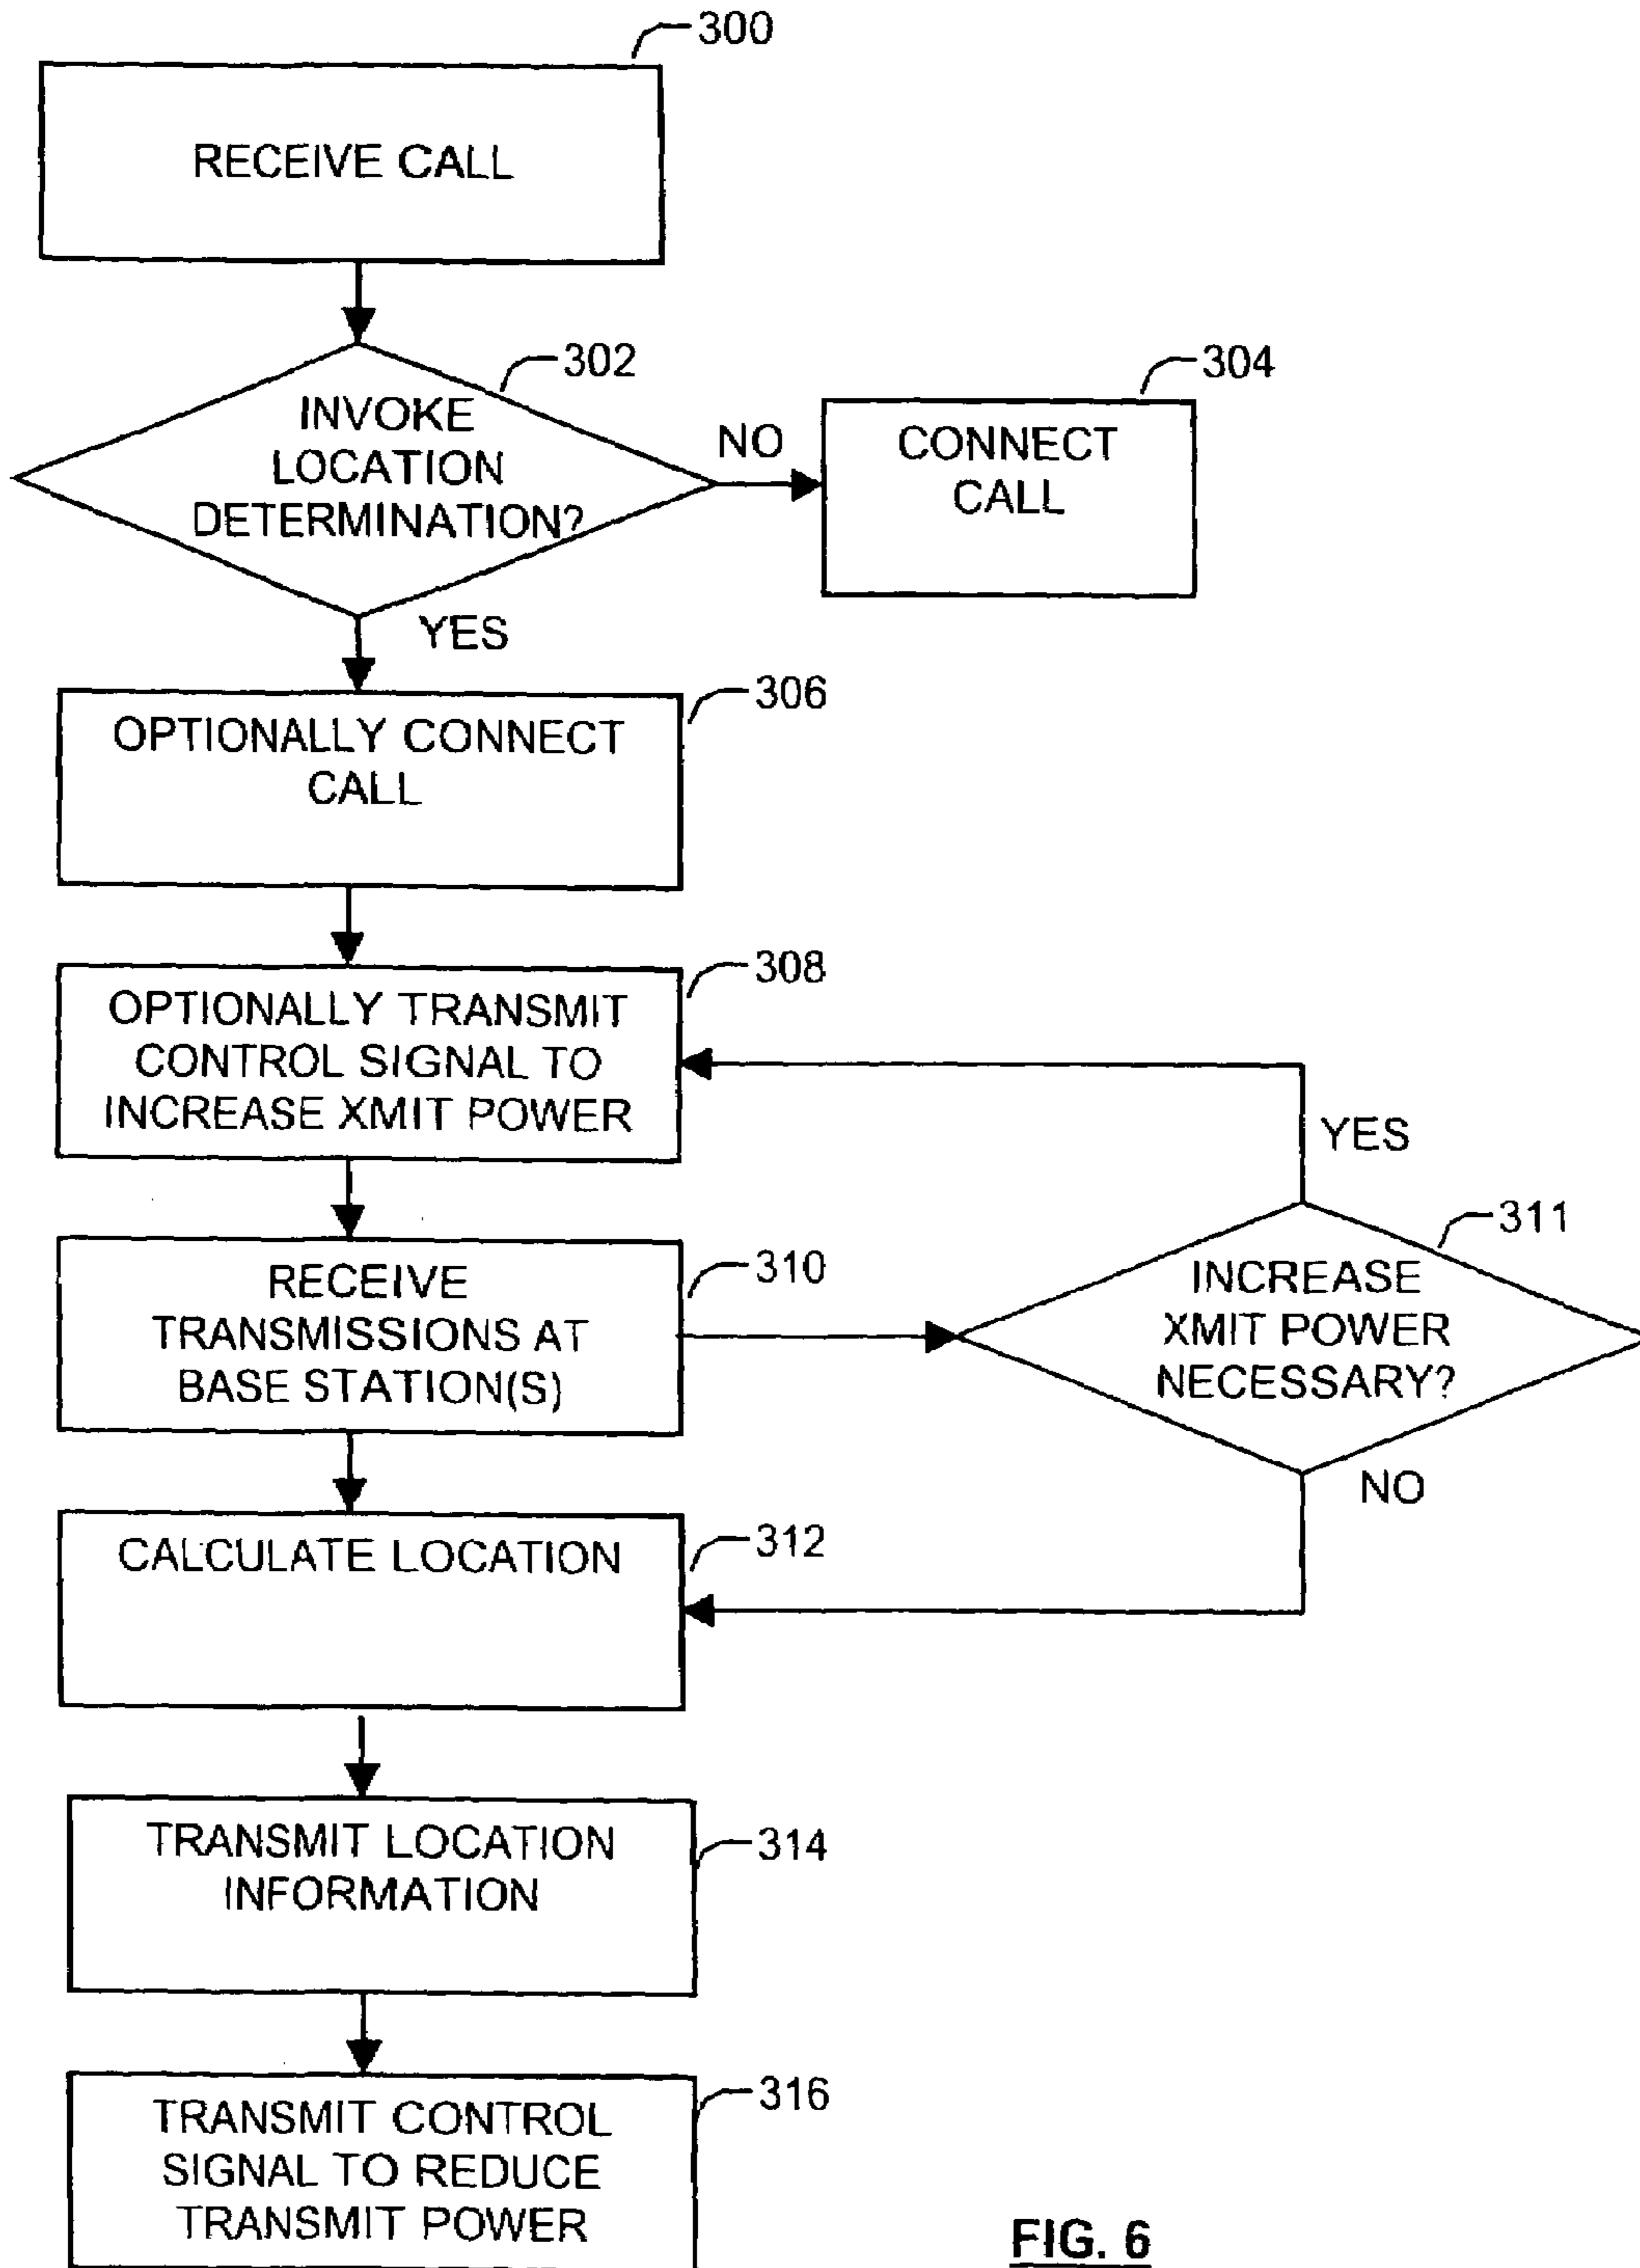 300
RECEIVE CALL
302
INVOKE
LOCATION
DETERMINATION?
NO
304
CONNECT
CALL
YES
306
OPTIONALLY CONNECT
CALL
308
OPTIONALLY TRANSMIT
CONTROL SIGNAL TO
INCREASE XMIT POWER
YES
310
RECEIVE
TRANSMISSIONS AT
BASE STATION(S)
311
INCREASE
XMIT POWER
NECESSARY?
NO
312
CALCULATE LOCATION
314
TRANSMIT LOCATION
INFORMATION
316
TRANSMIT CONTROL
SIGNAL TO REDUCE
TRANSMIT POWER
FIG. 6